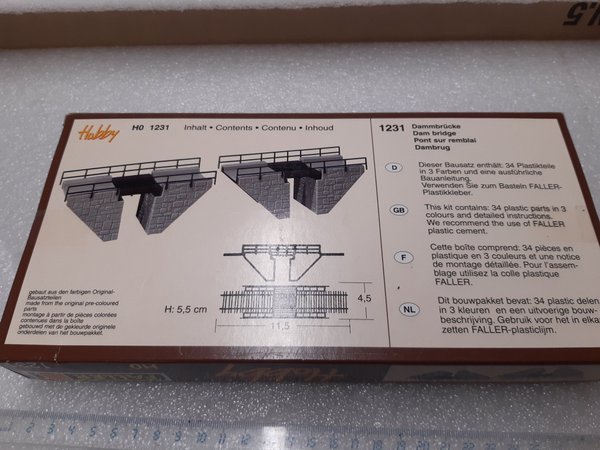 4.5
Hobby
H0 1231 Inhalt • Contents • Contenu • Inhoud
gebaut aus den farbigen Original-
Bausatzteilen
made from the original pre-coloured
parts
montage à partir de pièces colorées
contenues dans la boîte
gebouwd met de gekleurde originele
onderdelen van het bouwpakket.
H: 5,5 cm
4,5
11,5
1231 Dammbrücke
Dam bridge
Pont sur remblai
Dambrug
D
Dieser Bausatz enthält: 34 Plastikteile
in 3 Farben und eine ausführliche
Bauanleitung.
Verwenden Sie zum Basteln FALLER-
Plastikkleber.
GB
This kit contains: 34 plastic parts in 3
colours and detailed instructions.
We recommend the use of FALLER
plastic cement.
F
Cette boîte comprend: 34 pièces en
plastique en 3 couleurs et une notice
de montage détaillée. Pour l'assem-
blage utilisez la colle plastique
FALLER.
NL
Dit bouwpakket bevat: 34 plastic delen
in 3 kleuren en een uitvoerige bouw-
beschrijving. Gebruik voor het in elka
zetten FALLER-plasticlijm.
H0
Hobby